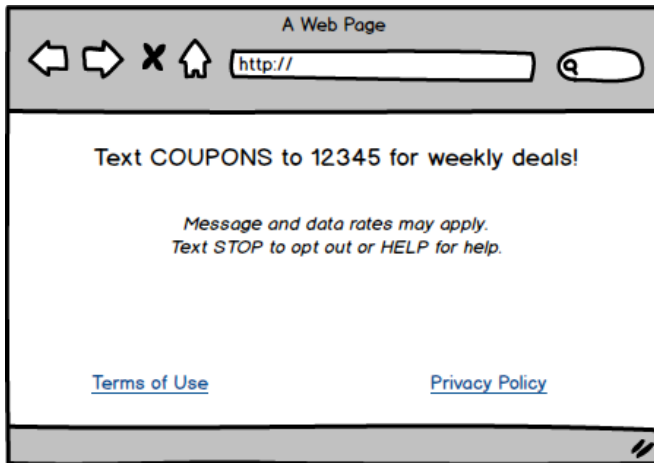 A Web Page
http://
Text COUPONS to 12345 for weekly deals!
Message and data rates may apply.
Text STOP to opt out or HELP for help.
Terms of Use Privacy Policy